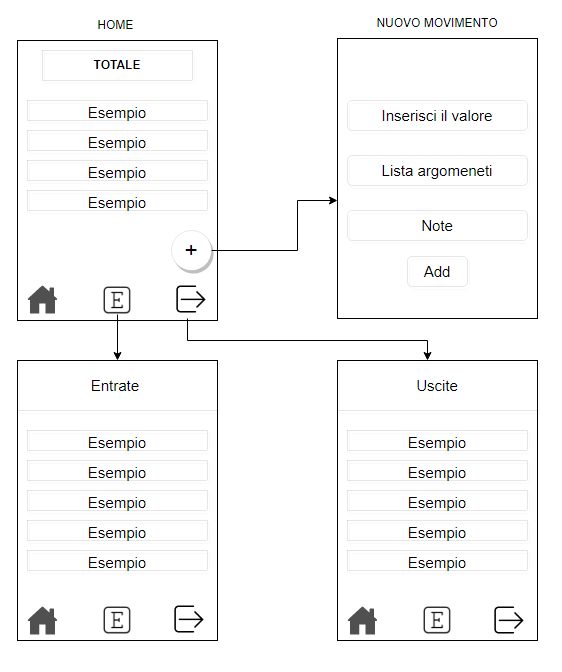 HOME
TOTALE
Esempio
Esempio
Esempio
Esempio
+
E
NUOVO MOVIMENTO
Inserisci il valore
Lista argomeneti
Note
Add
Entrate
Esempio
Esempio
Esempio
Esempio
Esempio
E
Uscite
Esempio
Esempio
Esempio
Esempio
Esempio
E